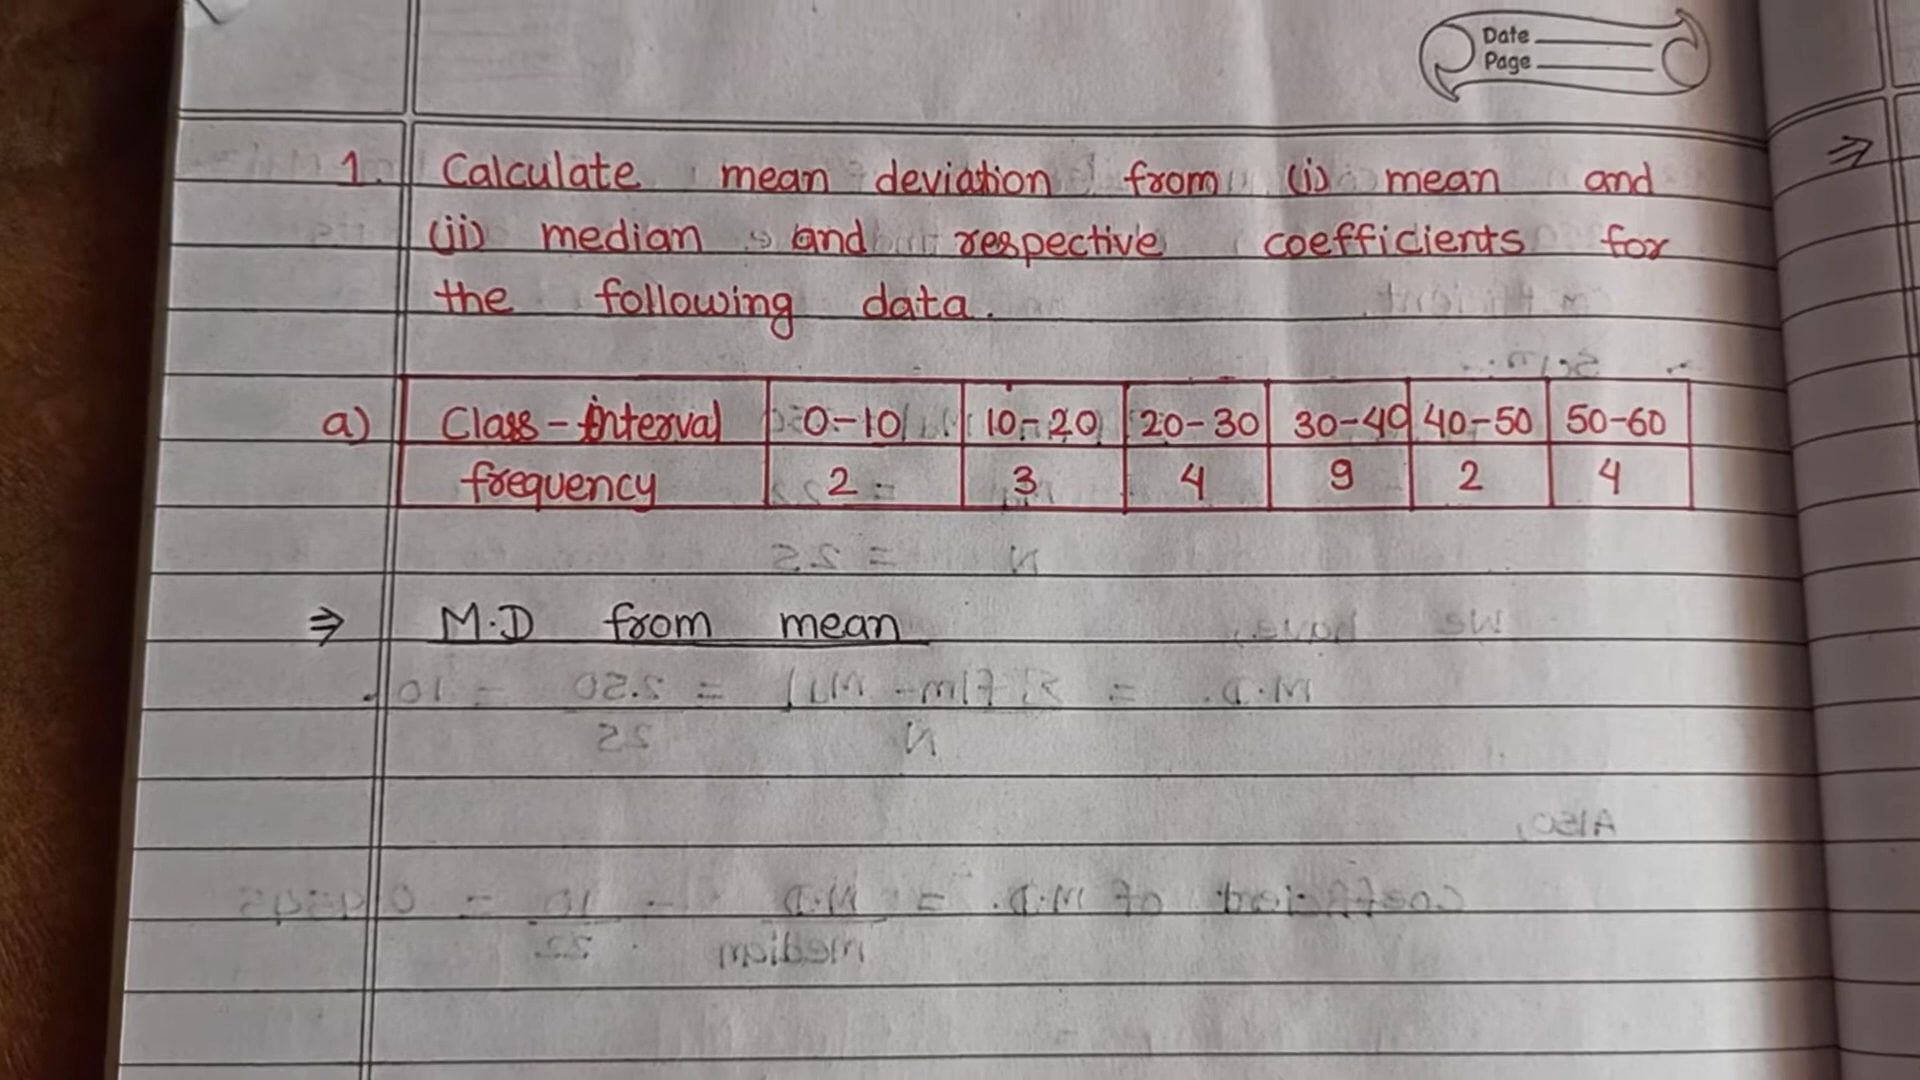 Date
Page
1. Calculate mean deviation from (i) mean and
(ii) median and respective coefficients for
the following data.
a) Class-interval 0-10 10-20 20-30 30-40 40-50 50-60
frequency 2 3 4 9 2 4
⇒ M.D from mean
⇒